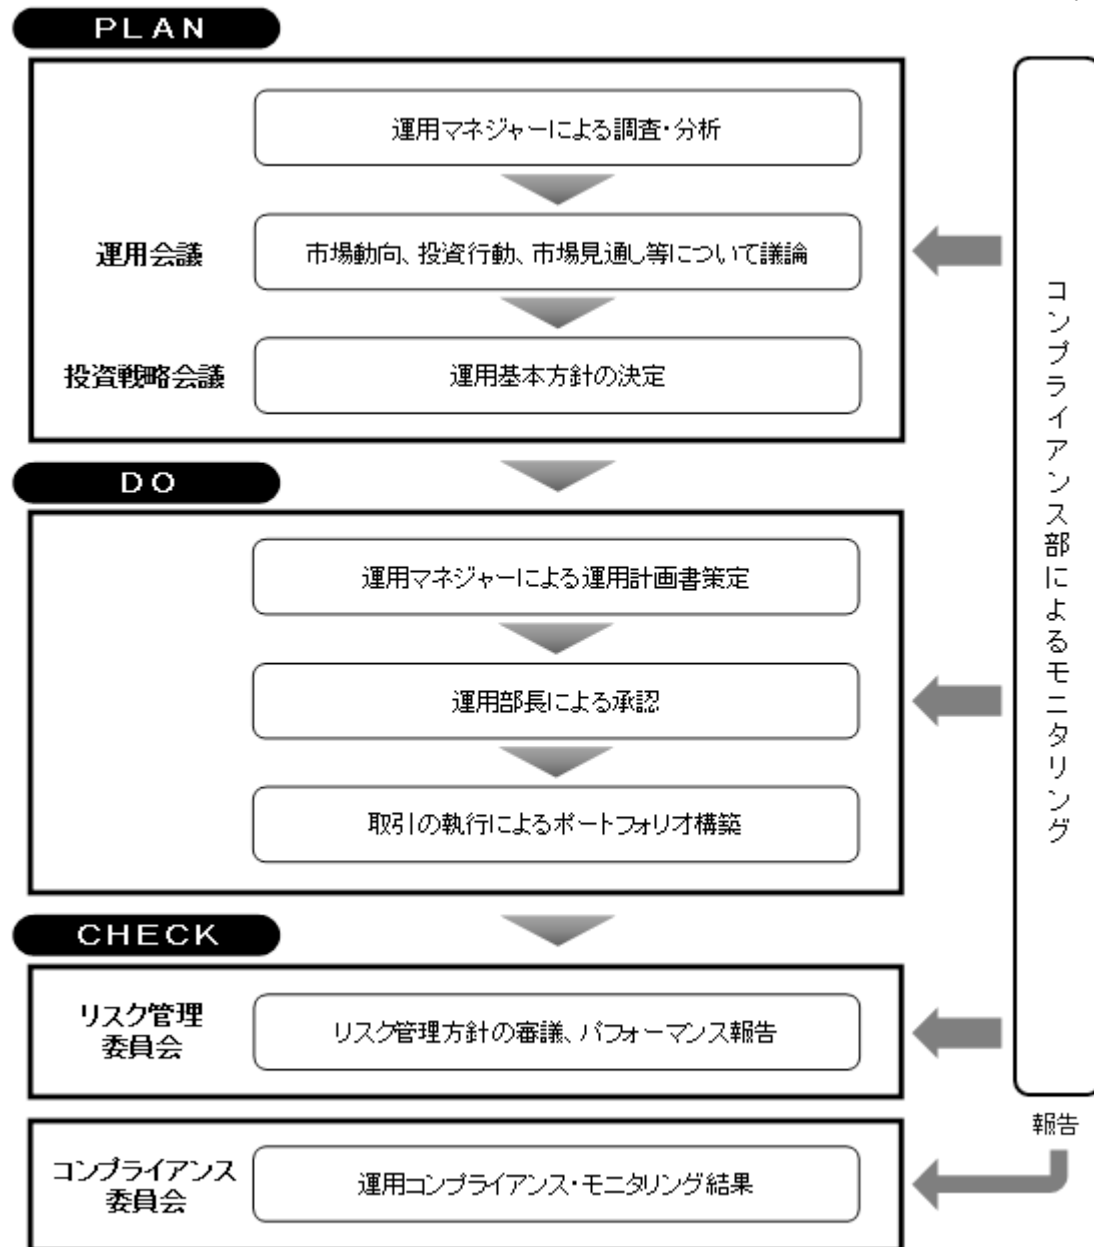 PLAN
運用マネジャーによる調査・分析
運用会議
市場動向、投資行動、市場見通し等について議論
投資戦略会議
運用基本方針の決定
DO
運用マネジャーによる運用計画書策定
運用部長による承認
取引の執行によるポートフォリオ構築
CHECK
リスク管理
委員会
リスク管理方針の審議、パフォーマンス報告
コンプライアンス
委員会
運用コンプライアンス・モニタリング結果
コンプライアンス部によるモニタリング
報告